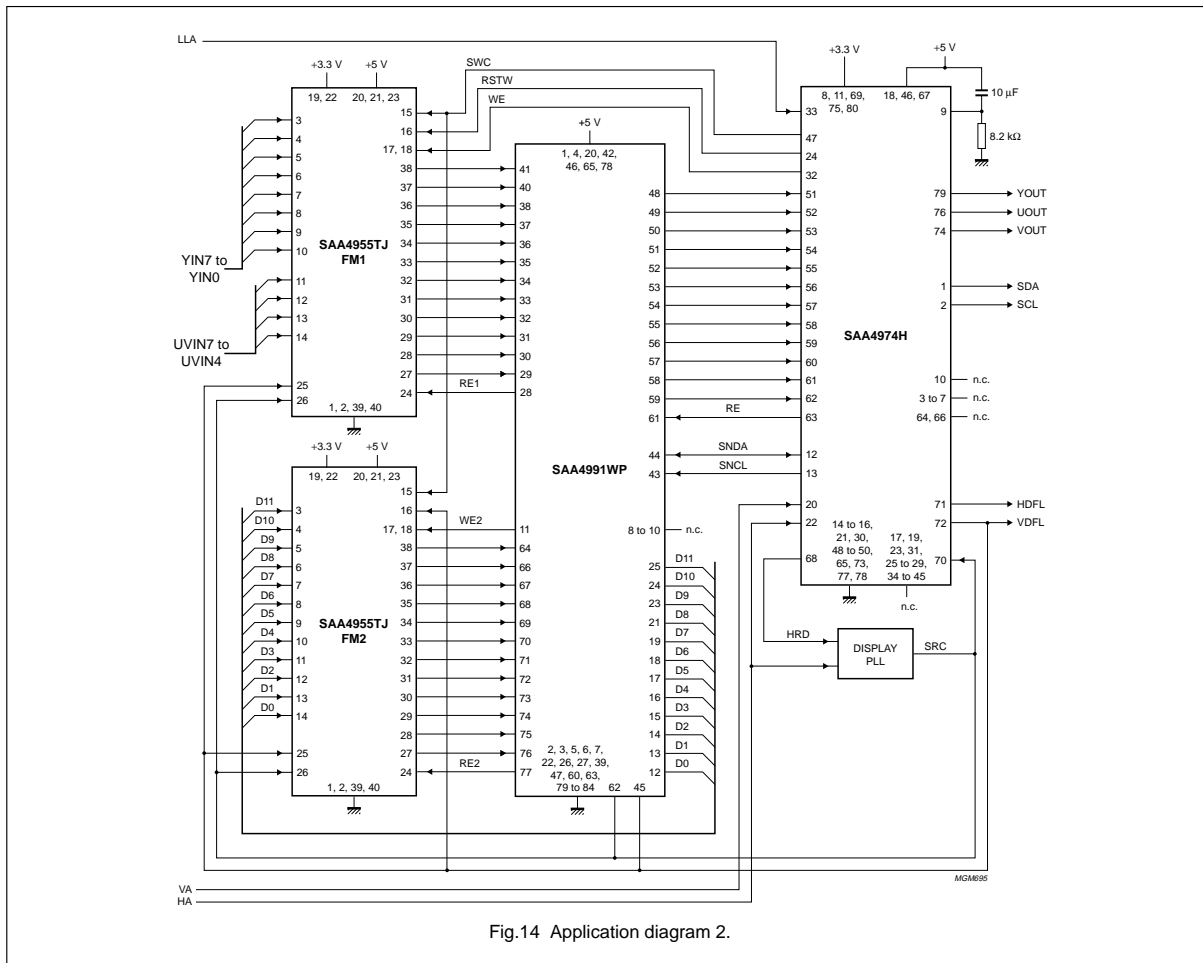 LLA
+3.3 V
+5 V
19, 22
20, 21, 23
3
4
5
6
7
8
9
10
YIN7 to
YIN0
11
12
13
14
UVIN7 to
UVIN4
25
26
SAA4955TJ
FM1
15
16
17, 18
38
37
36
35
34
33
32
31
30
29
28
27
24
1, 2, 39, 40
SWC
RSTW
WE
RE1
+3.3 V
+5 V
19, 22
20, 21, 23
D11
D10
D9
D8
D7
D6
D5
D4
D3
D2
D1
D0
3
4
5
6
7
8
9
10
11
12
13
14
25
26
SAA4955TJ
FM2
15
16
17, 18
38
37
36
35
34
33
32
31
30
29
28
27
24
1, 2, 39, 40
WE2
RE2
+5 V
1, 4, 20, 42,
46, 65, 78
41
40
38
37
36
35
34
33
32
31
30
29
28
11
64
66
67
68
69
70
71
72
73
74
75
76
77
SAA4991WP
48
49
50
51
52
53
54
55
56
57
58
59
61
44
43
8 to 10
n.c.
25
24
23
21
19
18
17
16
15
14
13
12
D11
D10
D9
D8
D7
D6
D5
D4
D3
D2
D1
D0
2, 3, 5, 6, 7,
22, 26, 27, 39,
47, 60, 63,
79 to 84
62
45
RE
SNDA
SNCL
+3.3 V
+5 V
8, 11, 69,
75, 80
18, 46, 67
10 μF
8.2 kΩ
33
47
24
32
51
52
53
54
55
56
57
58
59
60
61
62
63
12
13
20
22
68
SAA4974H
9
79
YOUT
76
UOUT
74
VOUT
1
SDA
2
SCL
10
n.c.
3 to 7
n.c.
64, 66
n.c.
71
HDFL
72
VDFL
70
14 to 16,
21, 30,
48 to 50,
65, 73,
77, 78
17, 19,
23, 31,
25 to 29,
34 to 45
n.c.
HRD
DISPLAY
PLL
SRC
VA
HA
MGM695
Fig.14 Application diagram 2.